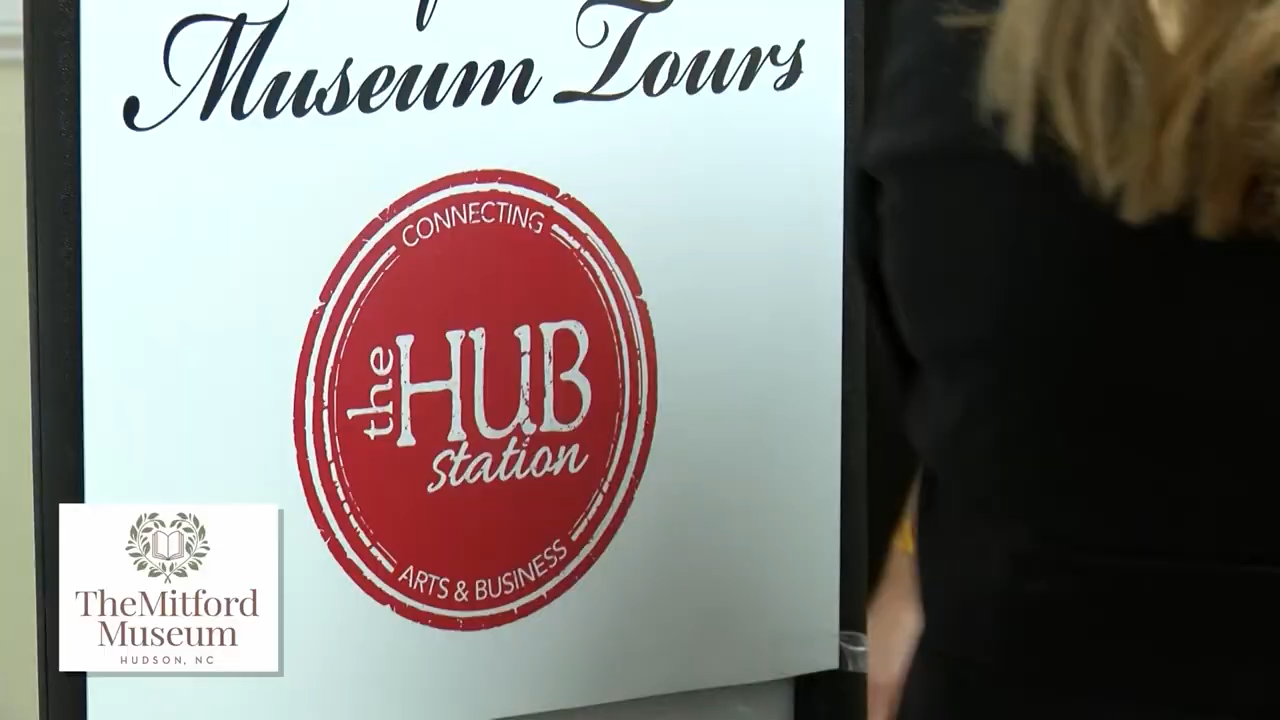 Museum Tours
CONNECTING
the HUB
station
ARTS & BUSINESS
TheMitford
Museum
HUDSON, NC